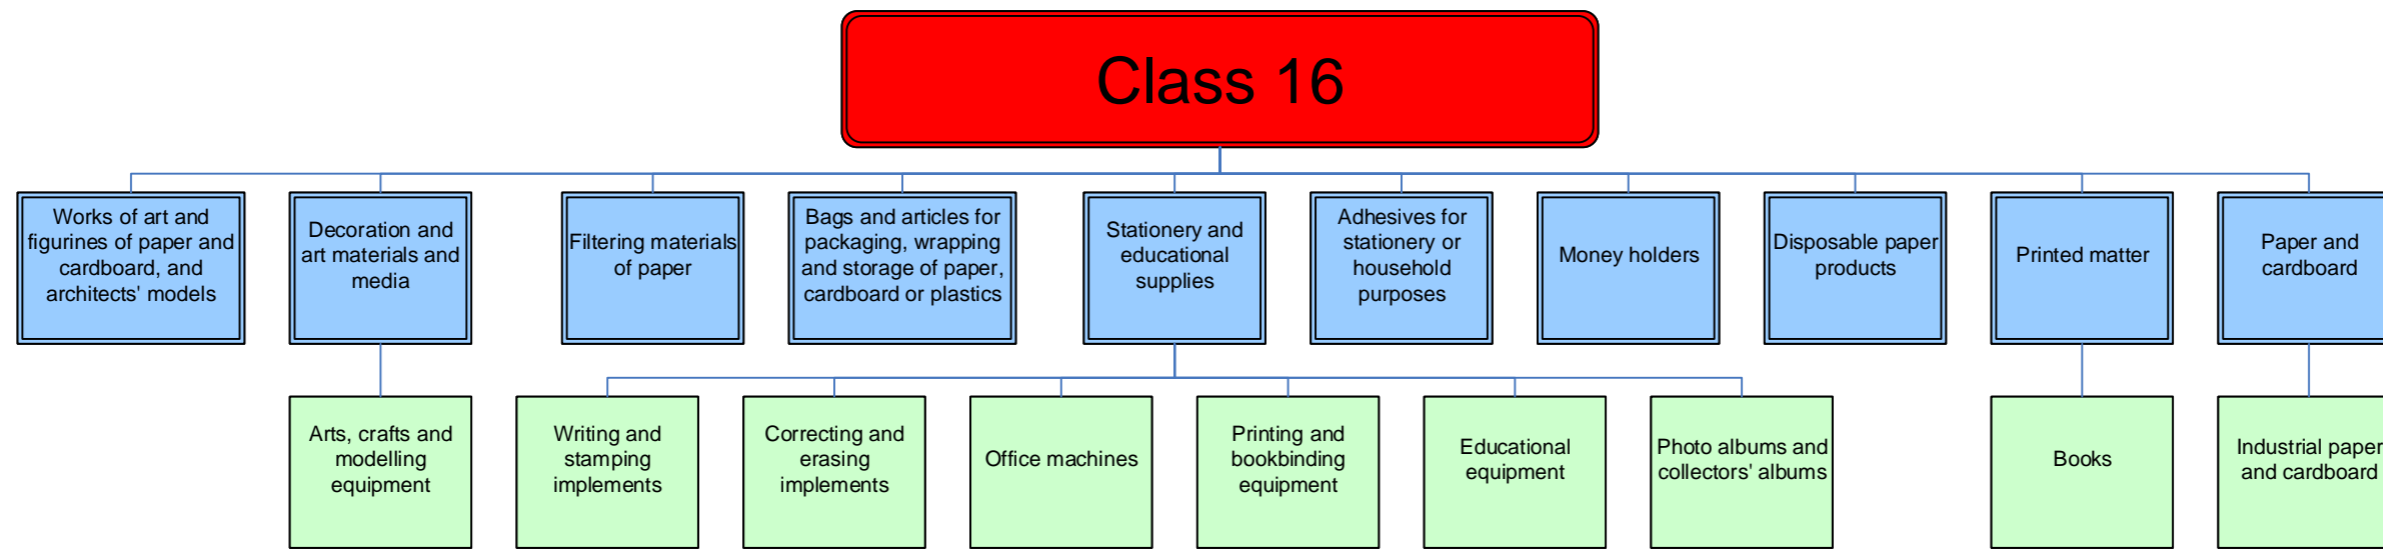 Class 16
Works of art and
figurines of paper and
cardboard, and
architects' models
Decoration and
art materials and
media
Filtering materials
of paper
Bags and articles for
packaging, wrapping
and storage of paper,
cardboard or plastics
Stationery and
educational
supplies
Adhesives for
stationery or
household
purposes
Money holders
Disposable paper
products
Printed matter
Paper and
cardboard
Arts, crafts and
modelling
equipment
Writing and
stamping
implements
Correcting and
erasing
implements
Office machines
Printing and
bookbinding
equipment
Educational
equipment
Photo albums and
collectors' albums
Books
Industrial paper
and cardboard